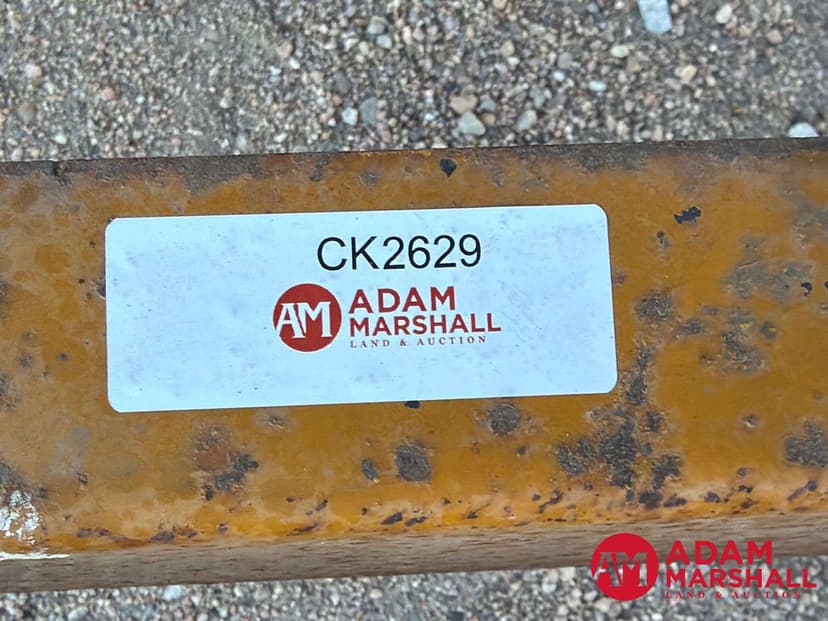 CK2629
AM
ADAM
MARSHALL
LAND & AUCTION
AM
ADAM
MARSHALL
LAND & AUCTION